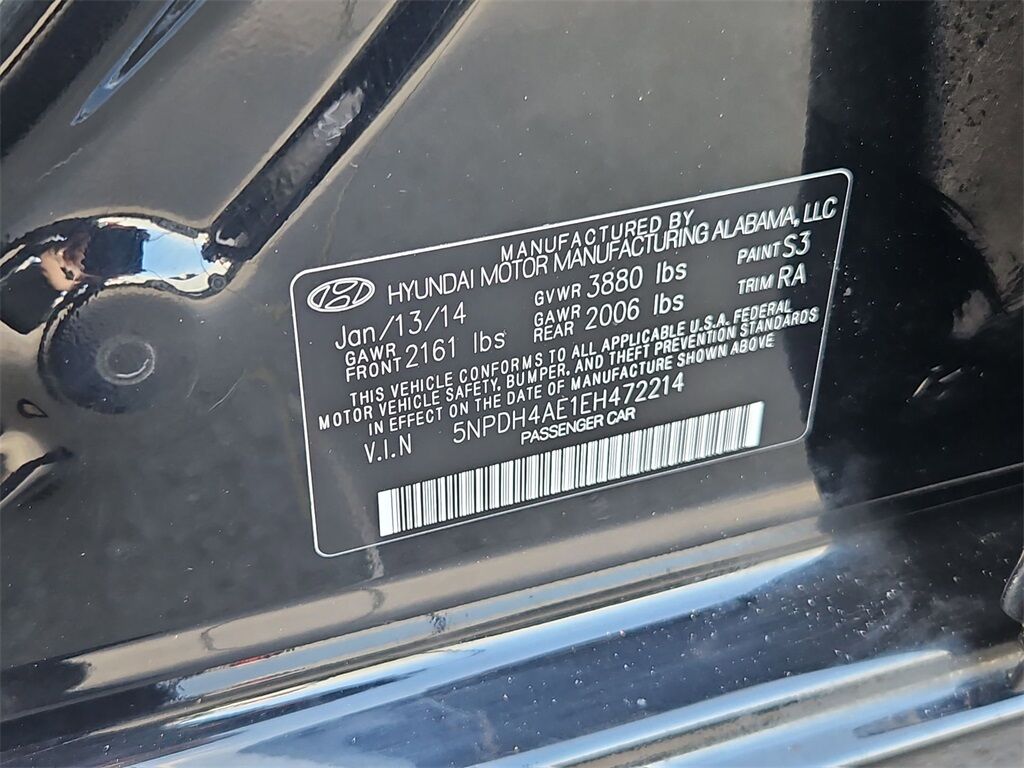 MANUFACTURED BY
HYUNDAI MOTOR MANUFACTURING ALABAMA, LLC
Jan/13/14 GVWR 3880 lbs PAINT S3
GAWR FRONT 2161 lbs GAWR REAR 2006 lbs TRIM RA
THIS VEHICLE CONFORMS TO ALL APPLICABLE U.S.A. FEDERAL
MOTOR VEHICLE SAFETY, BUMPER, AND THEFT PREVENTION STANDARDS
IN EFFECT ON THE DATE OF MANUFACTURE SHOWN ABOVE
V.I.N 5NPDH4AE1EH472214
PASSENGER CAR